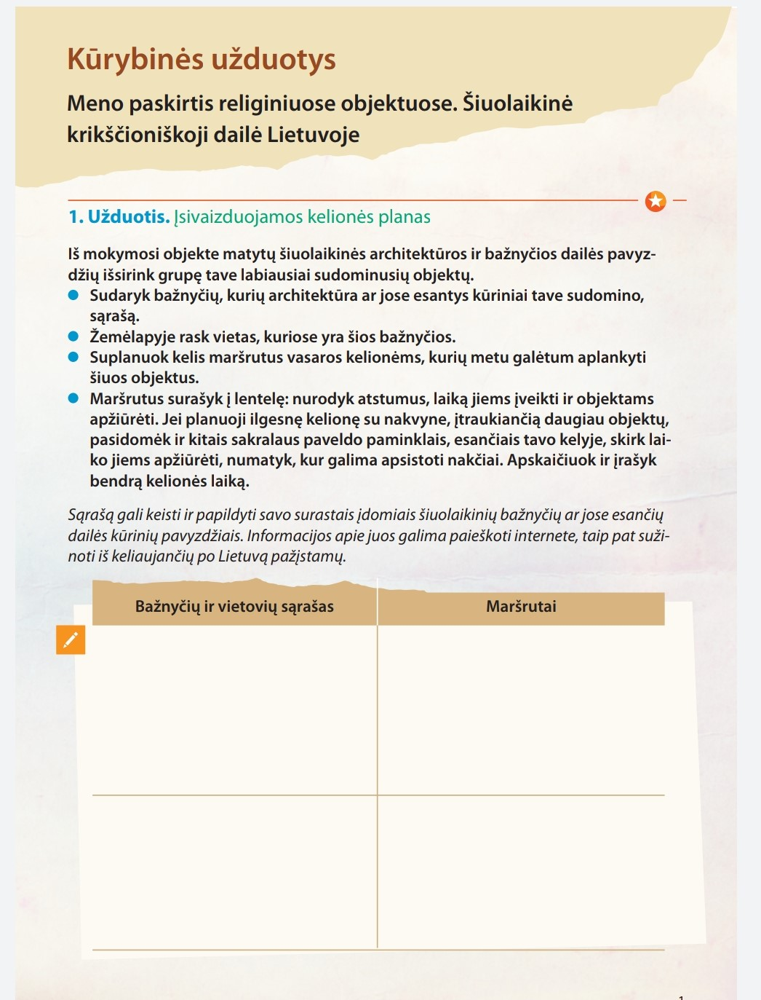 Kūrybinės užduotys
Meno paskirtis religiniuose objektuose. Šiuolaikinė
krikščioniškoji dailė Lietuvoje
1. Užduotis. Įsivaizduojamos kelionės planas
Iš mokymosi objekte matytų šiuolaikinės architektūros ir bažnyčios dailės pavyz-
džių išsirink grupę tave labiausiai sudominusių objektų.
Sudaryk bažnyčių, kurių architektūra ar jose esantys kūriniai tave sudomino,
sąrašą.
Žemėlapyje rask vietas, kuriose yra šios bažnyčios.
Suplanuok kelis maršrutus vasaros kelionėms, kurių metu galėtum aplankyti
šiuos objektus.
Maršrutus surašyk į lentelę: nurodyk atstumus, laiką jiems įveikti ir objektams
apžiūrėti. Jei planuoji ilgesnę kelionę su nakvyne, įtraukiančią daugiau objektų,
pasidomėk ir kitais sakralaus paveldo paminklais, esančiais tavo kelyje, skirk lai-
ko jiems apžiūrėti, numatyk, kur galima apsistoti nakčiai. Apskaičiuok ir įrašyk
bendrą kelionės laiką.
Sąrašą gali keisti ir papildyti savo surastais įdomiais šiuolaikinių bažnyčių ar jose esančių
dailės kūrinių pavyzdžiais. Informacijos apie juos galima paieškoti internete, taip pat suži-
noti iš keliaujančių po Lietuvą pažįstamų.
Bažnyčių ir vietovių sąrašas
Maršrutai